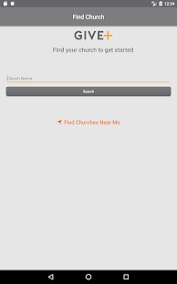 12:34
Find Church
GIVE+
Find your church to get started
Church Name
Search
Find Churches Near Me